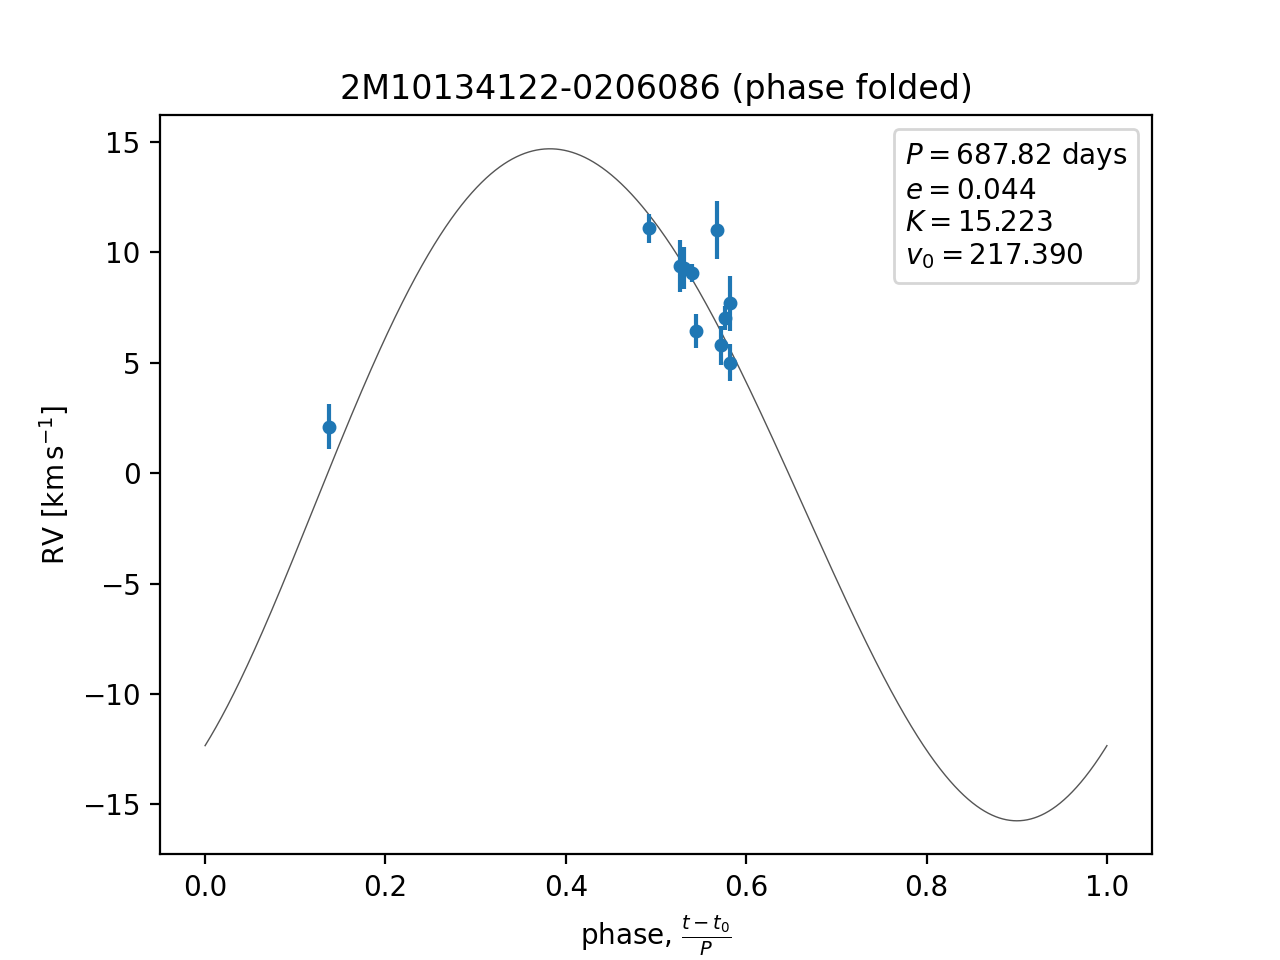 2M10134122-0206086 (phase folded)
P = 687.82 days
e = 0.044
K = 15.223
v₀ = 217.390
15
10
5
0
−5
−10
−15
RV [km s⁻¹]
0.0 0.2 0.4 0.6 0.8 1.0
phase, (t − t₀)/P